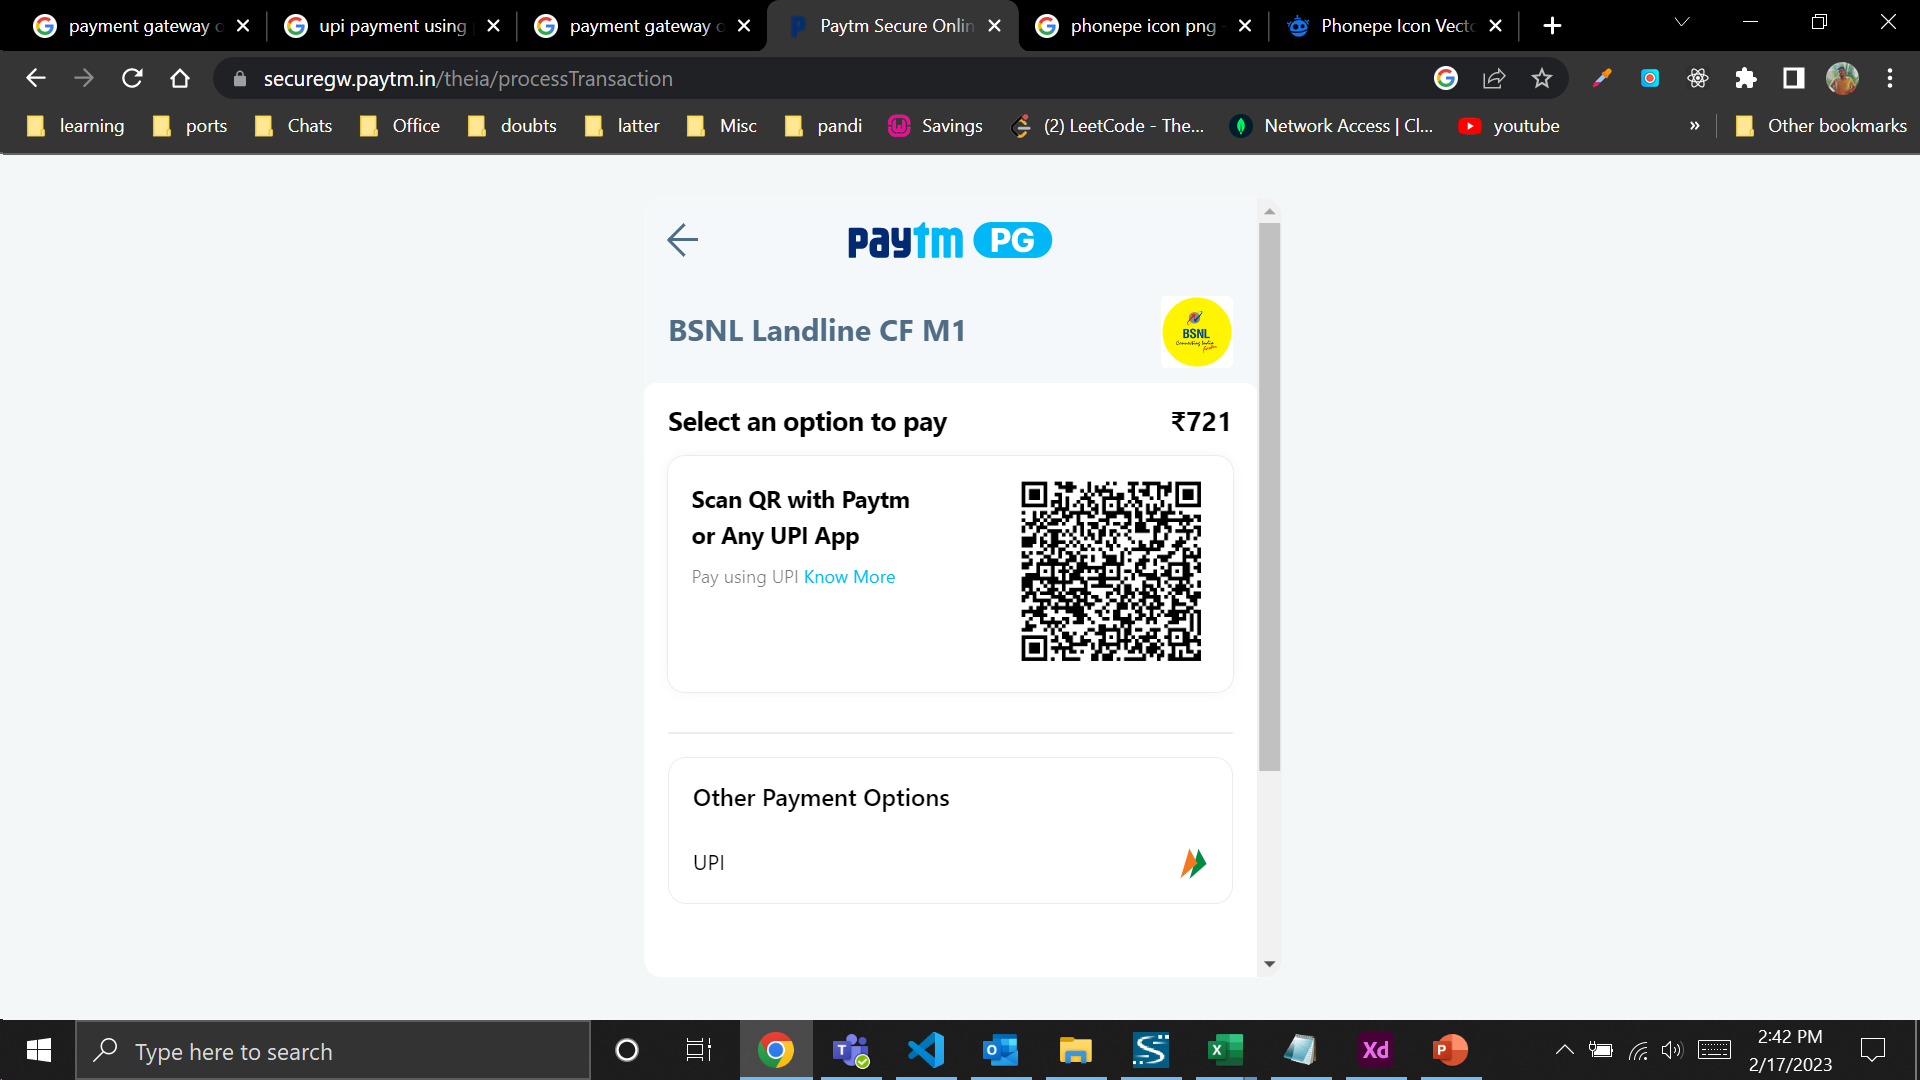 payment gateway
upi payment using
payment gateway
Paytm Secure Onlin
phonepe icon png
Phonepe Icon Vect
securegw.paytm.in/theia/processTransaction
learning
ports
Chats
Office
doubts
latter
Misc
pandi
Savings
(2) LeetCode - The...
Network Access | Cl...
youtube
»
Other bookmarks
paytm PG
BSNL Landline CF M1
BSNL
Connecting India
Select an option to pay
₹721
Scan QR with Paytm
or Any UPI App
Pay using UPI Know More
Other Payment Options
UPI
Type here to search
Xd
2:42 PM
2/17/2023